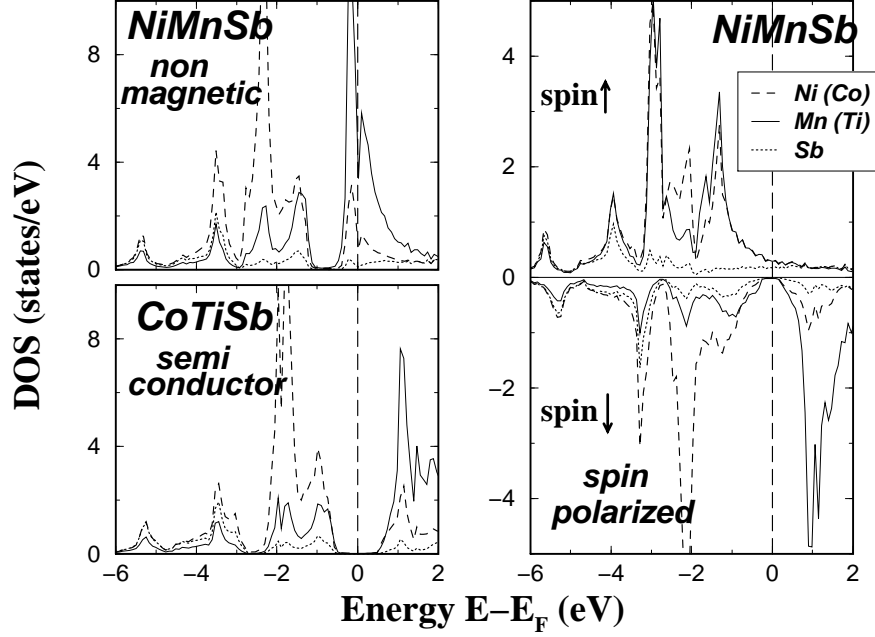 NiMnSb
non
magnetic
8
4
0
CoTiSb
semi
conductor
8
4
0
−6 −4 −2 0 2
DOS (states/eV)
NiMnSb
spin↑
Ni (Co)
Mn (Ti)
Sb
4
2
0
−2
−4
spin↓
spin
polarized
−6 −4 −2 0 2
Energy E−E_F (eV)